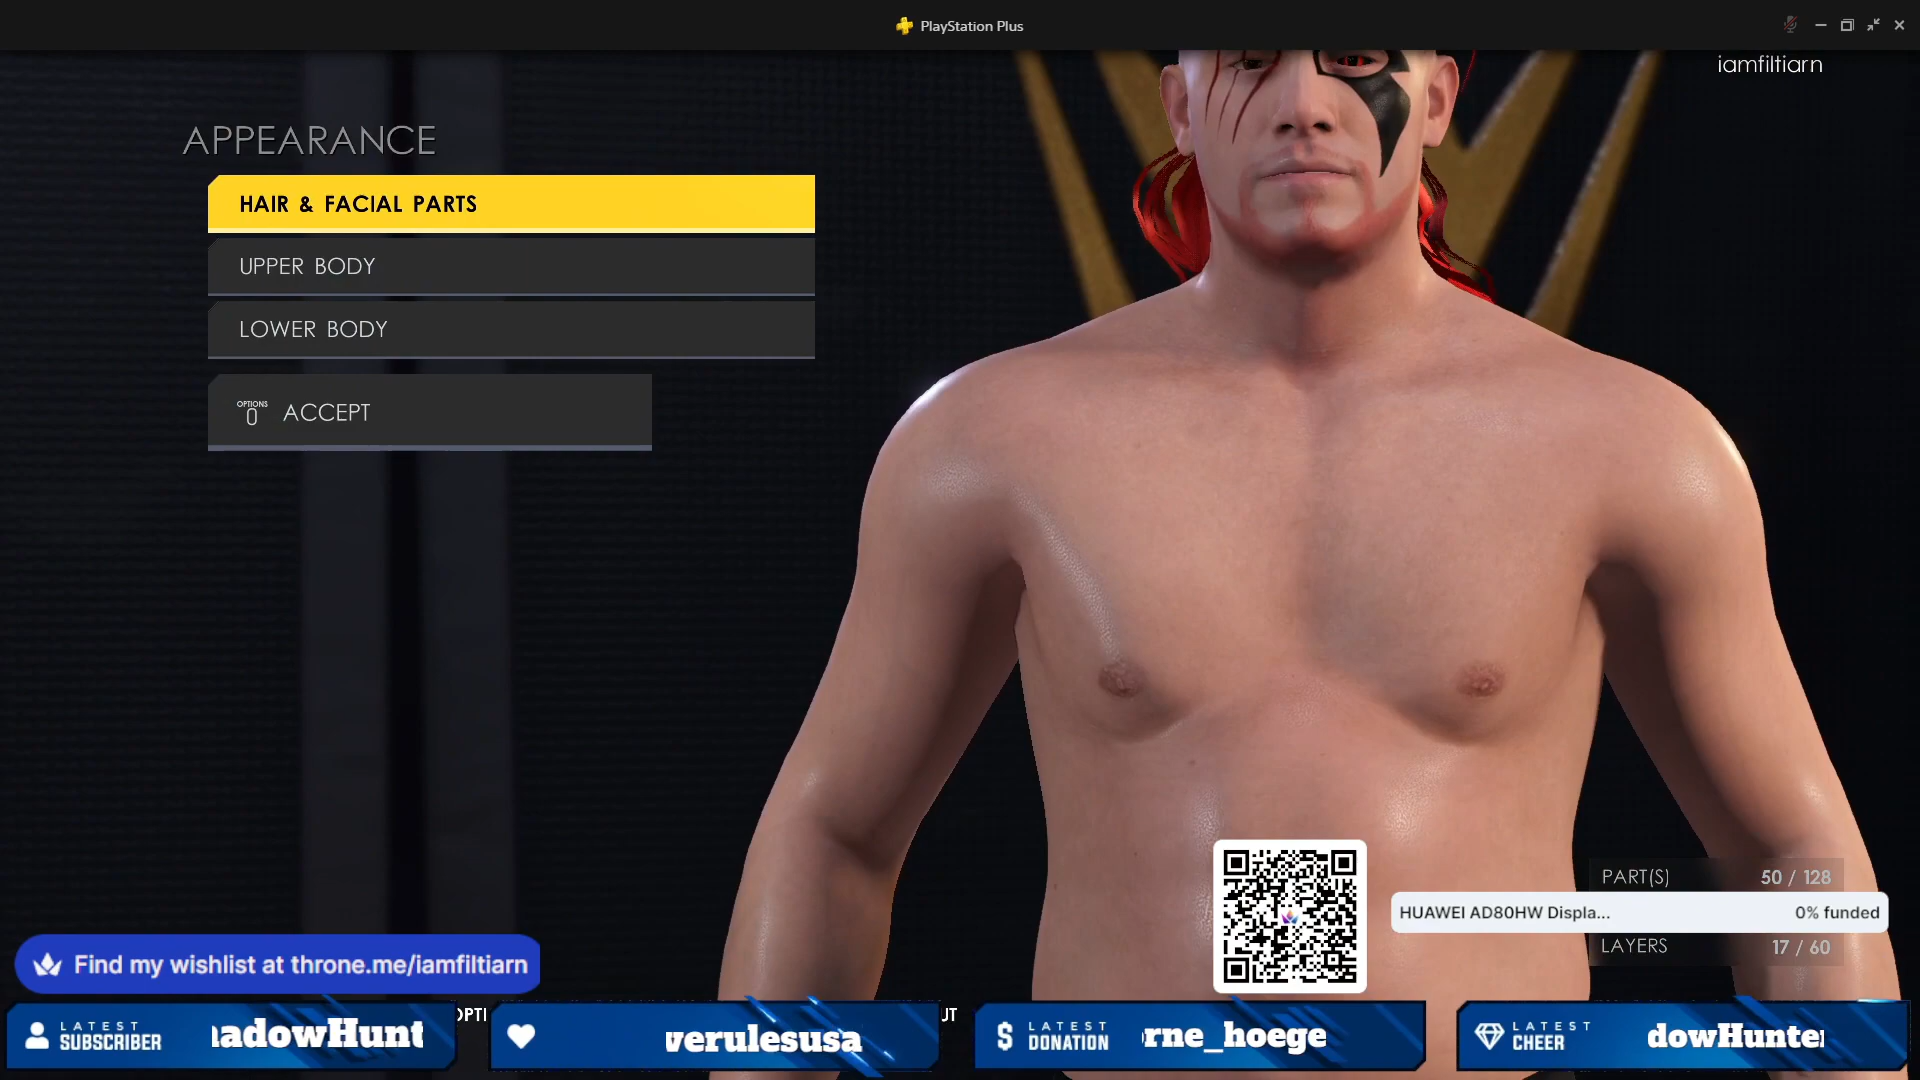 PlayStation Plus
iamfiltiarn
APPEARANCE
HAIR & FACIAL PARTS
UPPER BODY
LOWER BODY
OPTIONS
ACCEPT
PART(S) 50 / 128
HUAWEI AD80HW Displa... 0% funded
LAYERS 17 / 60
Find my wishlist at throne.me/iamfiltiarn
LATEST SUBSCRIBER
adowHunt
verulesusa
LATEST DONATION
rne_hoege
LATEST CHEER
dowHunte